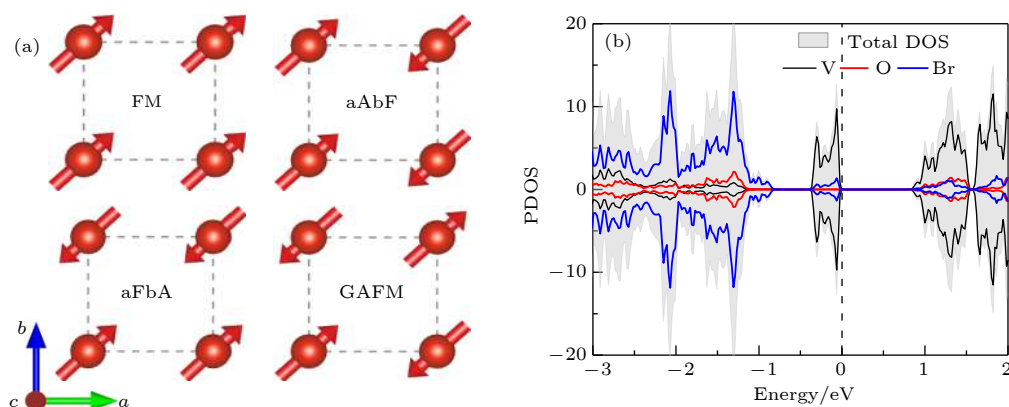 (a)
FM
aAbF
aFbA
GAFM
b
c
a
(b)
Total DOS
V
O
Br
PDOS
20
10
0
−10
−20
−3
−2
−1
0
1
2
Energy/eV